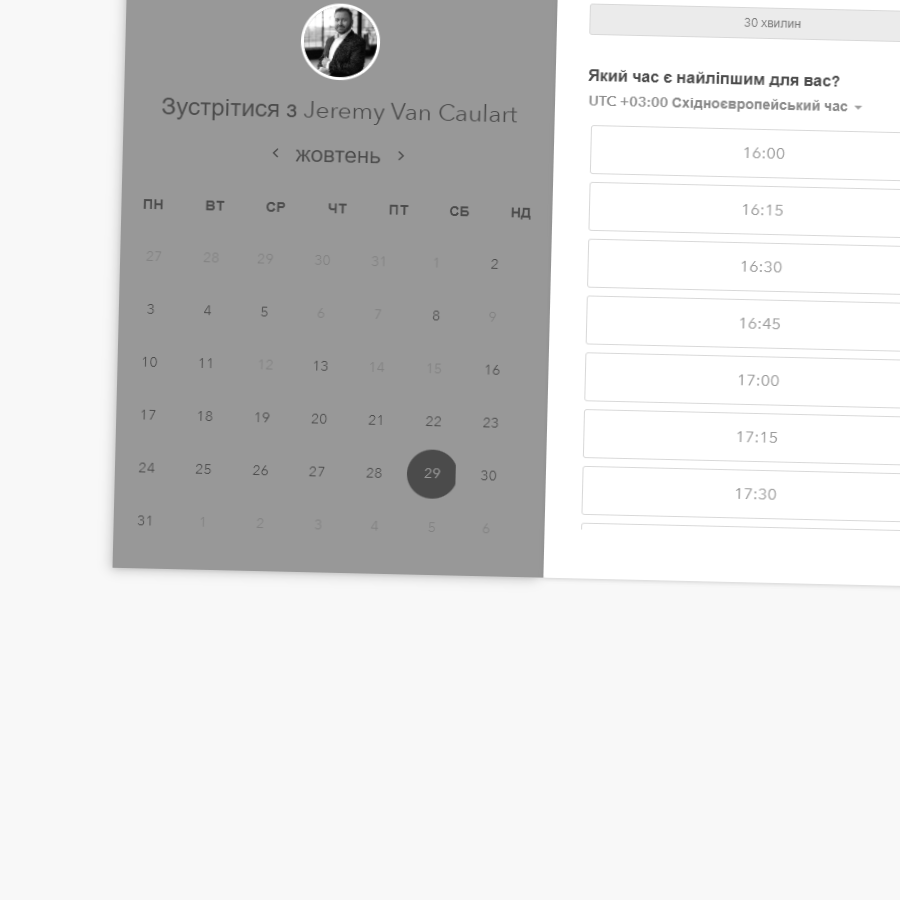 Зустрітися з Jeremy Van Caulart
жовтень
ПН ВТ СР ЧТ ПТ СБ НД
27 28 29 30 31 1 2
3 4 5 6 7 8 9
10 11 12 13 14 15 16
17 18 19 20 21 22 23
24 25 26 27 28 29 30
31 1 2 3 4 5 6
30 хвилин
Який час є найліпшим для вас?
UTC +03:00 Східноєвропейський час
16:00
16:15
16:30
16:45
17:00
17:15
17:30